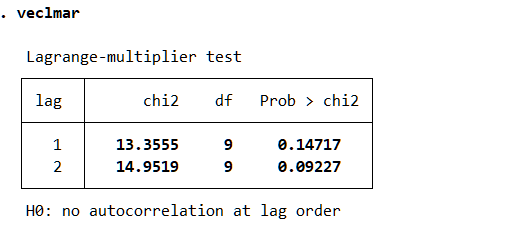 . veclmar
Lagrange-multiplier test
lag chi2 df Prob > chi2
1 13.3555 9 0.14717
2 14.9519 9 0.09227
H0: no autocorrelation at lag order